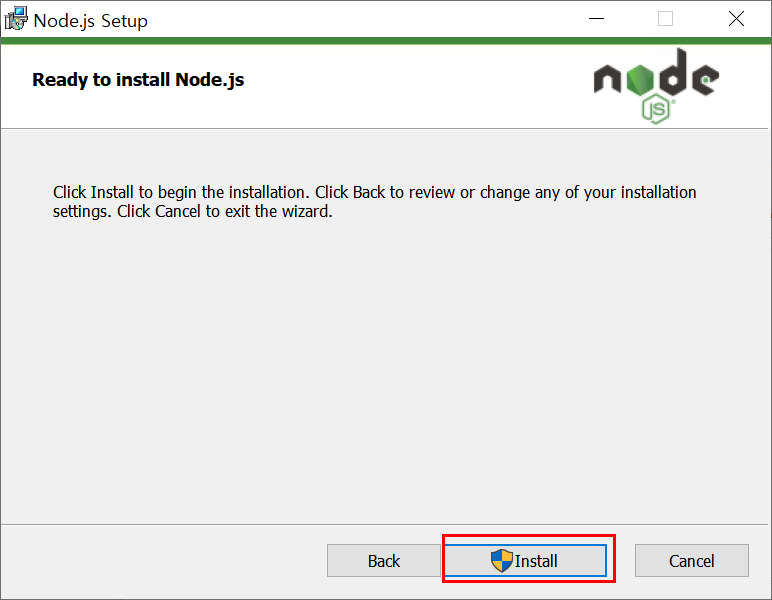 Node.js Setup
Ready to install Node.js
node
JS
Click Install to begin the installation. Click Back to review or change any of your installation
settings. Click Cancel to exit the wizard.
Back
Install
Cancel